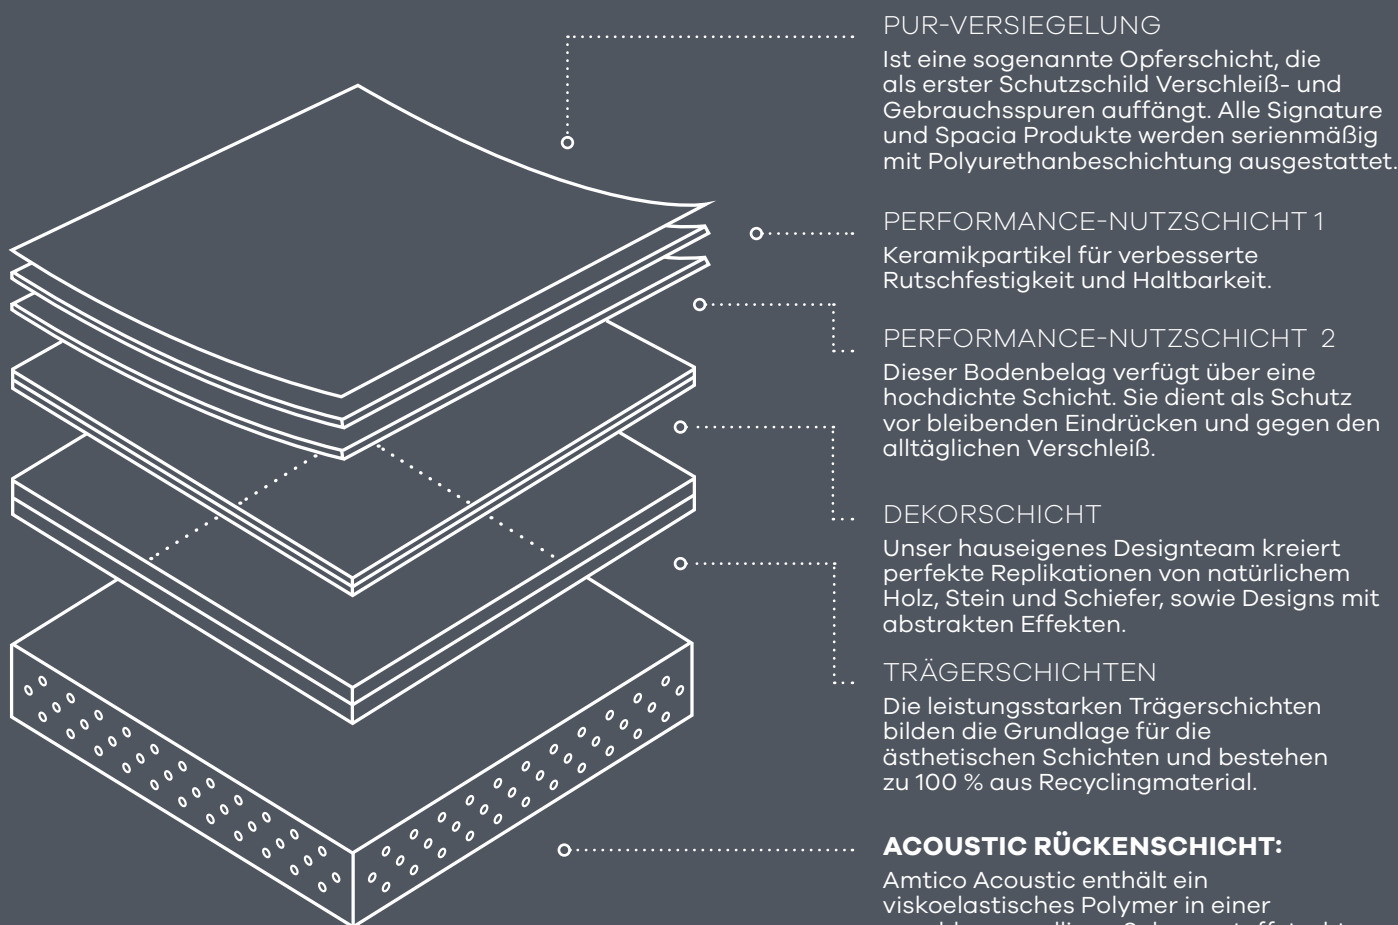 PUR-VERSIEGELUNG
Ist eine sogenannte Opferschicht, die
als erster Schutzschild Verschleiß- und
Gebrauchsspuren auffängt. Alle Signature
und Spacia Produkte werden serienmäßig
mit Polyurethanbeschichtung ausgestattet.
PERFORMANCE-NUTZSCHICHT 1
Keramikpartikel für verbesserte
Rutschfestigkeit und Haltbarkeit.
PERFORMANCE-NUTZSCHICHT 2
Dieser Bodenbelag verfügt über eine
hochdichte Schicht. Sie dient als Schutz
vor bleibenden Eindrücken und gegen den
alltäglichen Verschleiß.
DEKORSCHICHT
Unser hauseigenes Designteam kreiert
perfekte Replikationen von natürlichem
Holz, Stein und Schiefer, sowie Designs mit
abstrakten Effekten.
TRÄGERSCHICHTEN
Die leistungsstarken Trägerschichten
bilden die Grundlage für die
ästhetischen Schichten und bestehen
zu 100 % aus Recyclingmaterial.
ACOUSTIC RÜCKENSCHICHT:
Amtico Acoustic enthält ein
viskoelastisches Polymer in einer